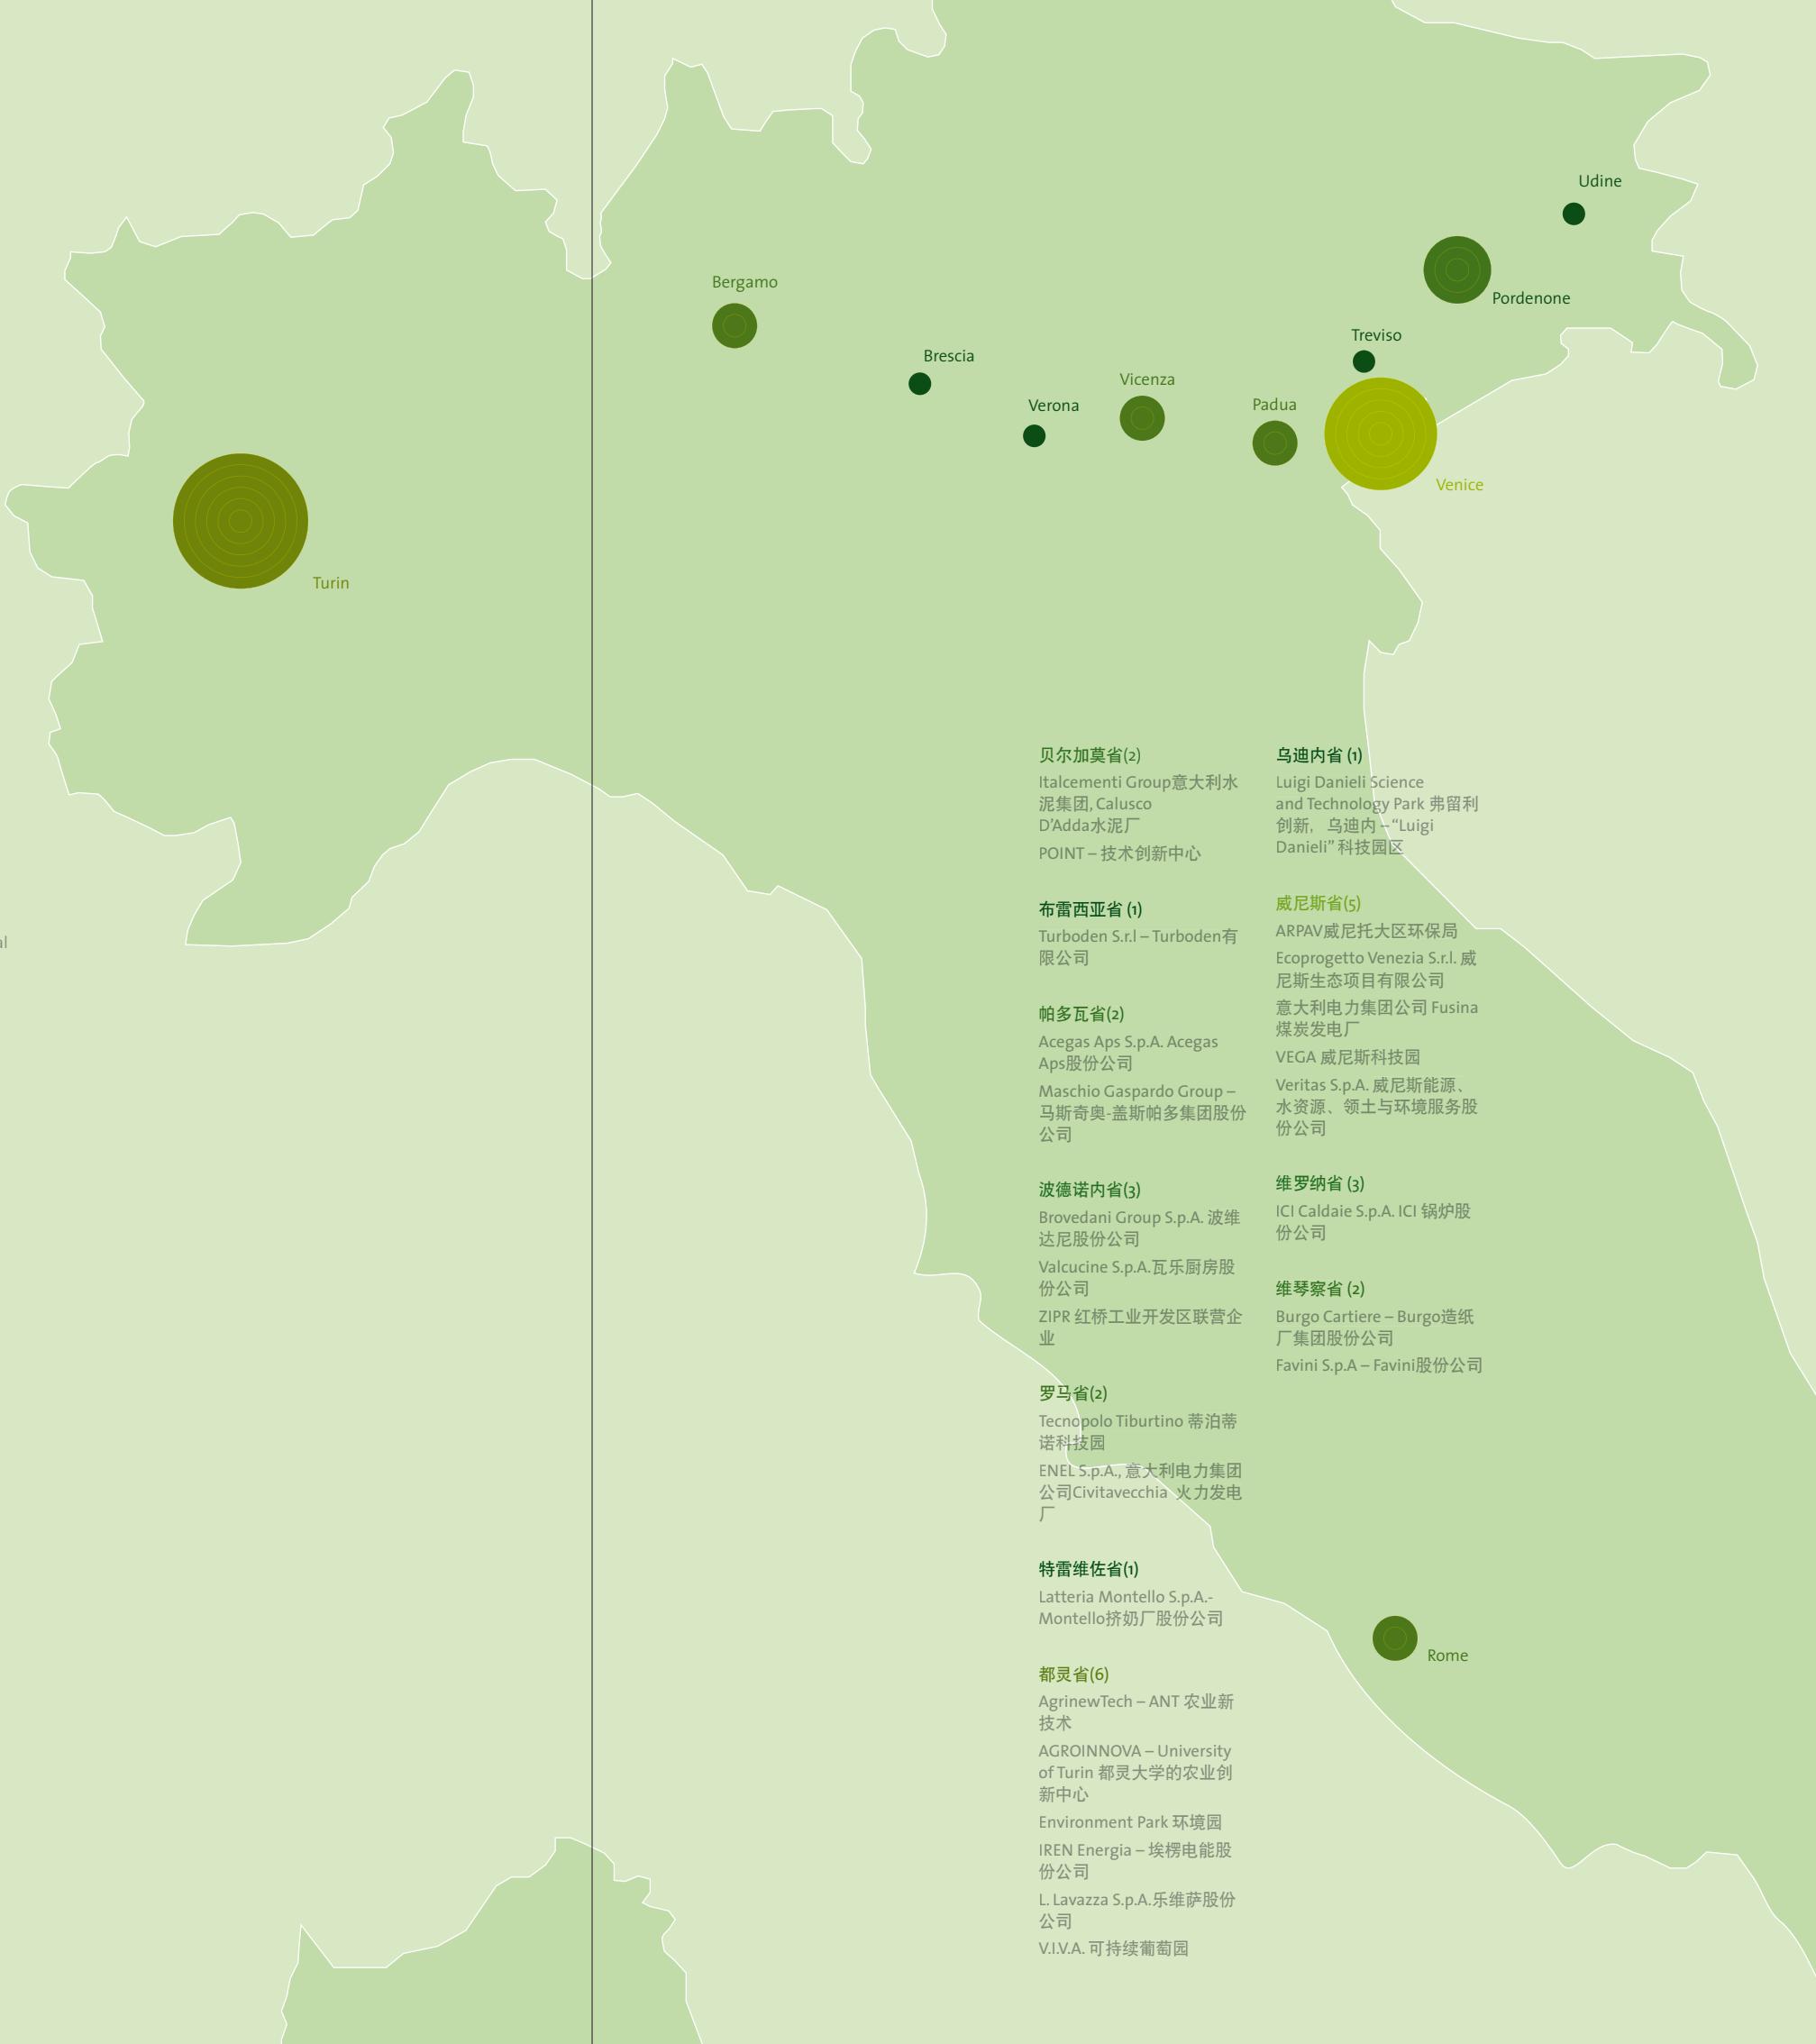 Udine
Pordenone
Bergamo
Treviso
Brescia
Vicenza
Verona
Padua
Venice
Turin
al
贝尔加莫省(2)
Italcementi Group意大利水
泥集团, Calusco
D’Adda水泥厂
POINT – 技术创新中心
布雷西亚省 (1)
Turboden S.r.l – Turboden有
限公司
帕多瓦省(2)
Acegas Aps S.p.A. Acegas
Aps股份公司
Maschio Gaspardo Group –
马斯奇奥-盖斯帕多集团股份
公司
波德诺内省(3)
Brovedani Group S.p.A. 波维
达尼股份公司
Valcucine S.p.A.瓦乐厨房股
份公司
ZIPR 红桥工业开发区联营企
业
罗马省(2)
Tecnopolo Tiburtino 蒂泊蒂
诺科技园
ENEL S.p.A., 意大利电力集团
公司Civitavecchia 火力发电
厂
特雷维佐省(1)
Latteria Montello S.p.A.-
Montello挤奶厂股份公司
都灵省(6)
AgrinewTech – ANT 农业新
技术
AGROINNOVA – University
of Turin 都灵大学的农业创
新中心
Environment Park 环境园
IREN Energia – 埃楞电能股
份公司
L. Lavazza S.p.A.乐维萨股份
公司
V.I.V.A. 可持续葡萄园
乌迪内省 (1)
Luigi Danieli Science
and Technology Park 弗留利
创新, 乌迪内 – “Luigi
Danieli” 科技园区
威尼斯省(5)
ARPAV威尼托大区环保局
Ecoprogetto Venezia S.r.l. 威
尼斯生态项目有限公司
意大利电力集团公司 Fusina
煤炭发电厂
VEGA 威尼斯科技园
Veritas S.p.A. 威尼斯能源、
水资源、领土与环境服务股
份公司
维罗纳省 (3)
ICI Caldaie S.p.A. ICI 锅炉股
份公司
维琴察省 (2)
Burgo Cartiere – Burgo造纸
厂集团股份公司
Favini S.p.A – Favini股份公司
Rome